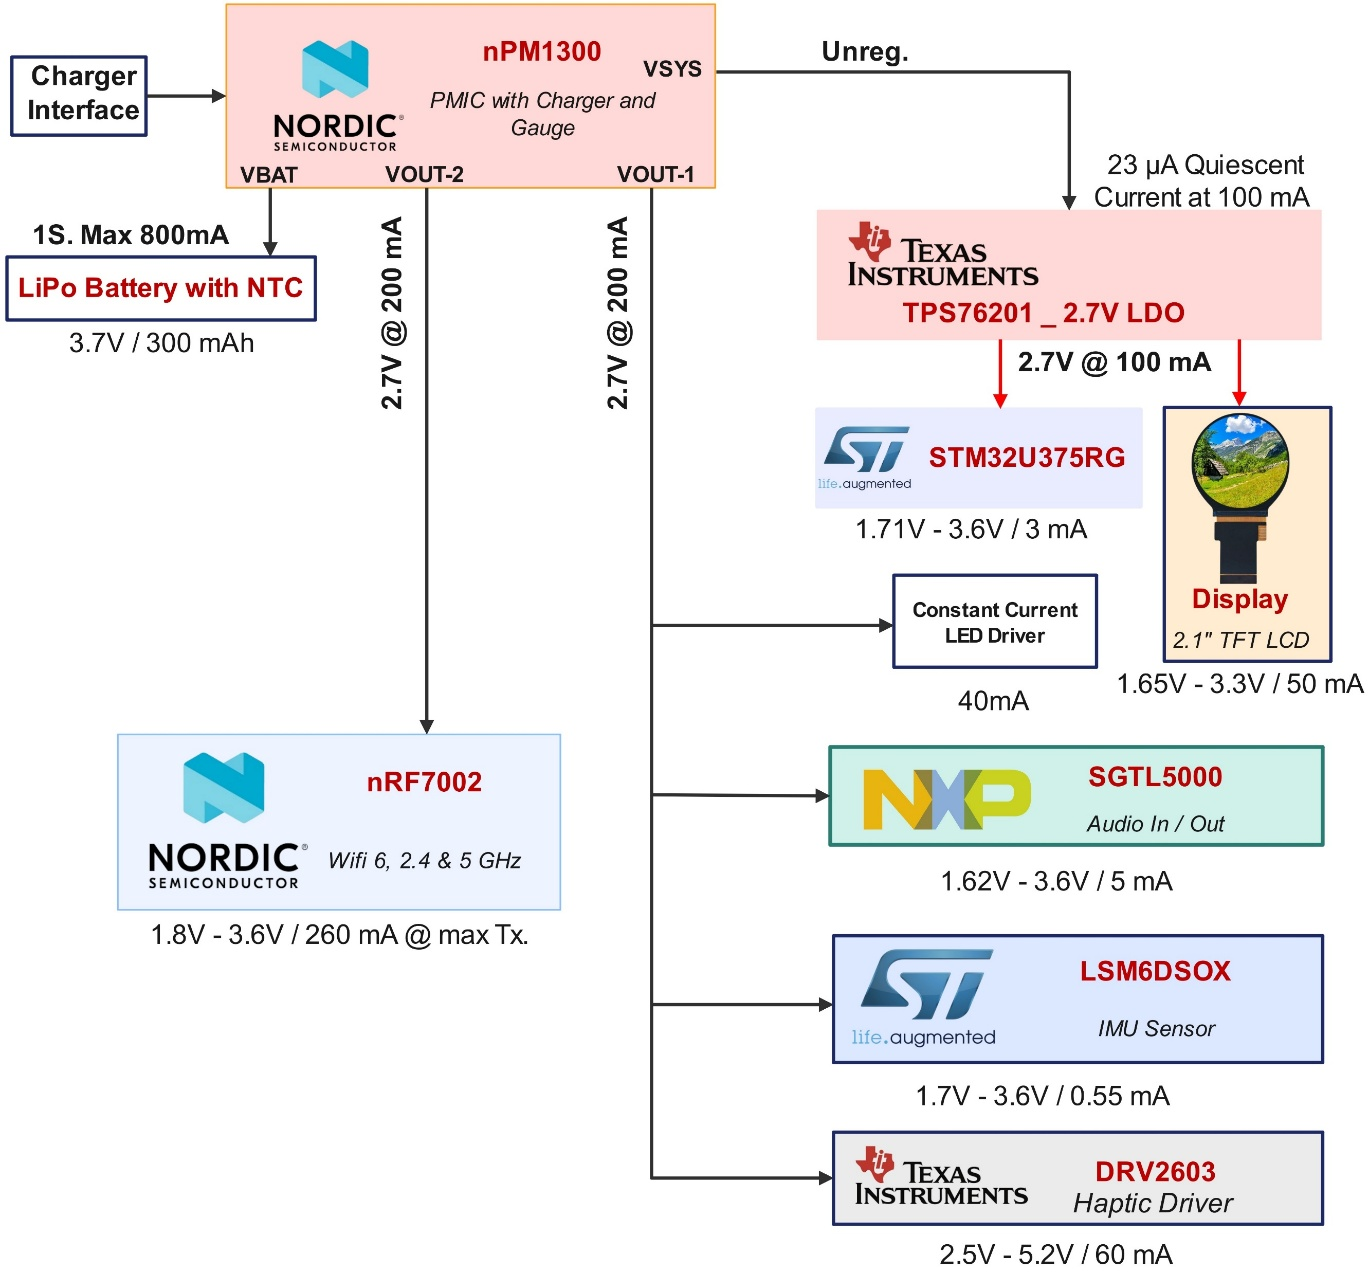 Charger
Interface
NORDIC®
SEMICONDUCTOR
nPM1300
PMIC with Charger and
Gauge
VSYS
VBAT
VOUT-2
VOUT-1
Unreg.
1S. Max 800mA
LiPo Battery with NTC
3.7V / 300 mAh
2.7V @ 200 mA
2.7V @ 200 mA
23 µA Quiescent
Current at 100 mA
TEXAS
INSTRUMENTS
TPS76201 _ 2.7V LDO
2.7V @ 100 mA
ST
life.augmented
STM32U375RG
1.71V - 3.6V / 3 mA
Display
2.1" TFT LCD
1.65V - 3.3V / 50 mA
Constant Current
LED Driver
40mA
NORDIC®
SEMICONDUCTOR
nRF7002
Wifi 6, 2.4 & 5 GHz
1.8V - 3.6V / 260 mA @ max Tx.
NXP
SGTL5000
Audio In / Out
1.62V - 3.6V / 5 mA
ST
life.augmented
LSM6DSOX
IMU Sensor
1.7V - 3.6V / 0.55 mA
TEXAS
INSTRUMENTS
DRV2603
Haptic Driver
2.5V - 5.2V / 60 mA